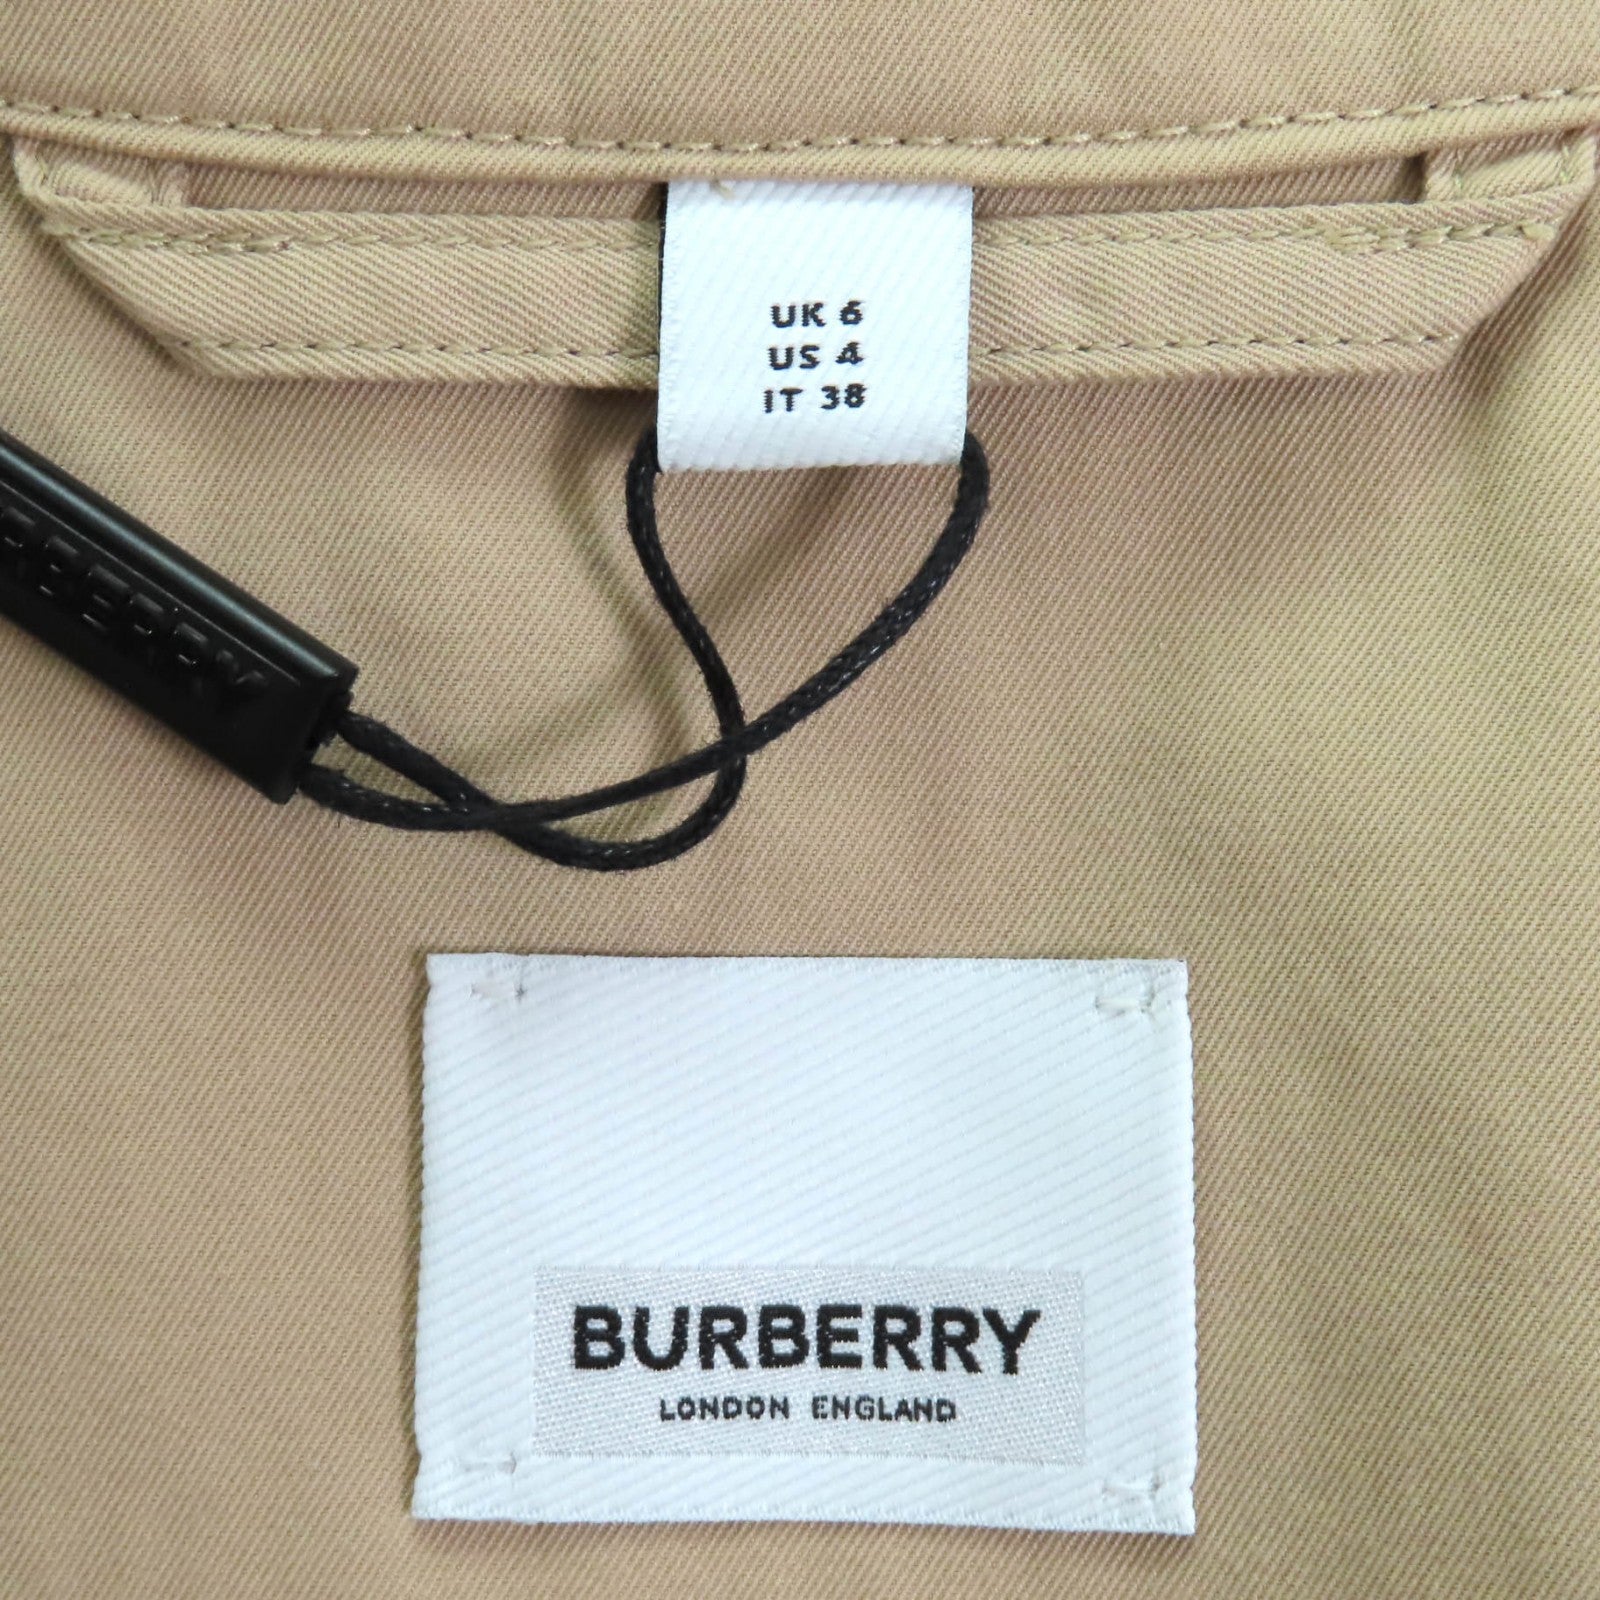 UK 6
US 4
IT 38
BURBERRY
BURBERRY
LONDON ENGLAND